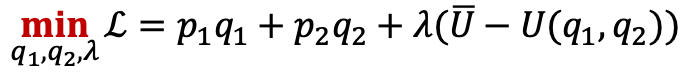 min ℒ = p₁q₁ + p₂q₂ + λ(U̅ − U(q₁, q₂))
q₁,q₂,λ